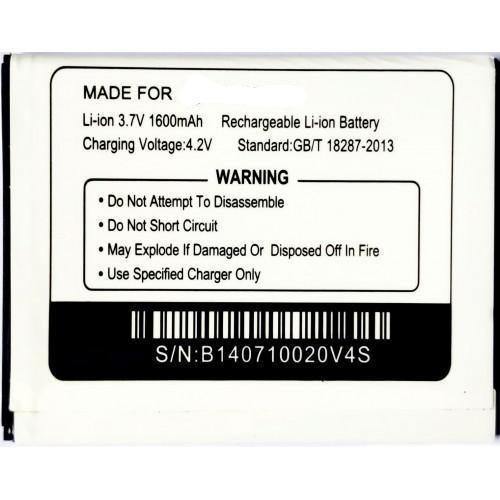 MADE FOR
Li-ion 3.7V 1600mAh Rechargeable Li-ion Battery
Charging Voltage:4.2V Standard:GB/T 18287-2013
WARNING
• Do Not Attempt To Disassemble
• Do Not Short Circuit
• May Explode If Damaged Or Disposed Off In Fire
• Use Specified Charger Only
S/N:B140710020V4S